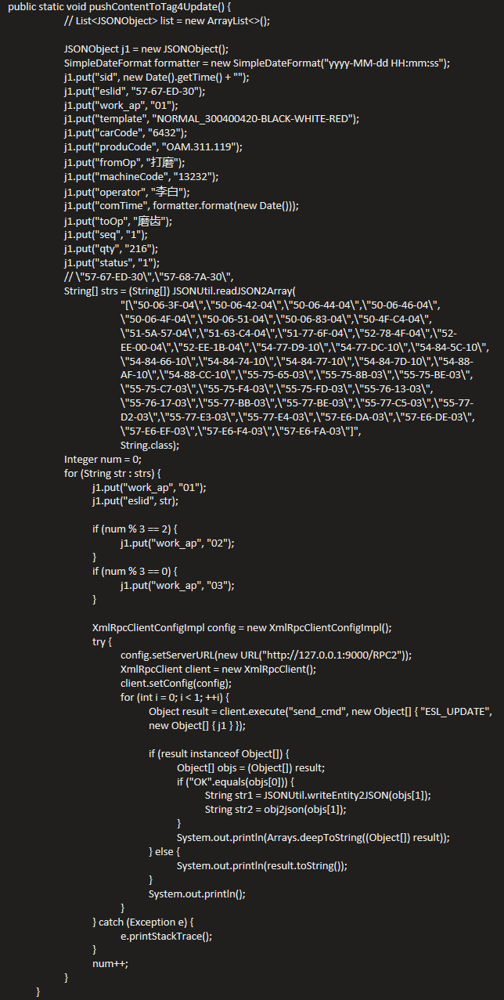 public static void pushContentToTag4Update() {
// List<JSONObject> list = new ArrayList<>();
JSONObject j1 = new JSONObject();
SimpleDateFormat formatter = new SimpleDateFormat("yyyy-MM-dd HH:mm:ss");
j1.put("sid", new Date().getTime() + "");
j1.put("eslid", "57-67-ED-30");
j1.put("work_ap", "01");
j1.put("template", "NORMAL_300400420-BLACK-WHITE-RED");
j1.put("carCode", "6432");
j1.put("produCode", "OAM.311.119");
j1.put("fromOp", "打磨");
j1.put("machineCode", "13232");
j1.put("operator", "李白");
j1.put("comTime", formatter.format(new Date()));
j1.put("toOp", "磨齿");
j1.put("seq", "1");
j1.put("qty", "216");
j1.put("status", "1");
// \"57-67-ED-30\",\"57-68-7A-30\",
String[] strs = (String[]) JSONUtil.readJSON2Array(
"[\"50-06-3F-04\",\"50-06-42-04\",\"50-06-44-04\",\"50-06-46-04\",
\"50-06-4F-04\",\"50-06-51-04\",\"50-06-83-04\",\"50-4F-C4-04\",
\"51-5A-57-04\",\"51-63-C4-04\",\"51-77-6F-04\",\"52-78-4F-04\",\"52-
EE-00-04\",\"52-EE-1B-04\",\"54-77-D9-10\",\"54-77-DC-10\",\"54-84-5C-10\",
\"54-84-66-10\",\"54-84-74-10\",\"54-84-77-10\",\"54-84-7D-10\",\"54-88-
AF-10\",\"54-88-CC-10\",\"55-75-65-03\",\"55-75-8B-03\",\"55-75-BE-03\",
\"55-75-C7-03\",\"55-75-F4-03\",\"55-75-FD-03\",\"55-76-13-03\",
\"55-76-17-03\",\"55-77-BB-03\",\"55-77-BE-03\",\"55-77-C5-03\",\"55-77-
D2-03\",\"55-77-E3-03\",\"55-77-E4-03\",\"57-E6-DA-03\",\"57-E6-DE-03\",
\"57-E6-EF-03\",\"57-E6-F4-03\",\"57-E6-FA-03\"]",
String.class);
Integer num = 0;
for (String str : strs) {
j1.put("work_ap", "01");
j1.put("eslid", str);
if (num % 3 == 2) {
j1.put("work_ap", "02");
}
if (num % 3 == 0) {
j1.put("work_ap", "03");
}
XmlRpcClientConfigImpl config = new XmlRpcClientConfigImpl();
try {
config.setServerURL(new URL("http://127.0.0.1:9000/RPC2"));
XmlRpcClient client = new XmlRpcClient();
client.setConfig(config);
for (int i = 0; i < 1; ++i) {
Object result = client.execute("send_cmd", new Object[] { "ESL_UPDATE",
new Object[] { j1 } });
if (result instanceof Object[]) {
Object[] objs = (Object[]) result;
if ("OK".equals(objs[0])) {
String str1 = JSONUtil.writeEntity2JSON(objs[1]);
String str2 = obj2json(objs[1]);
}
System.out.println(Arrays.deepToString((Object[]) result));
} else {
System.out.println(result.toString());
}
System.out.println();
}
} catch (Exception e) {
e.printStackTrace();
}
num++;
}
}